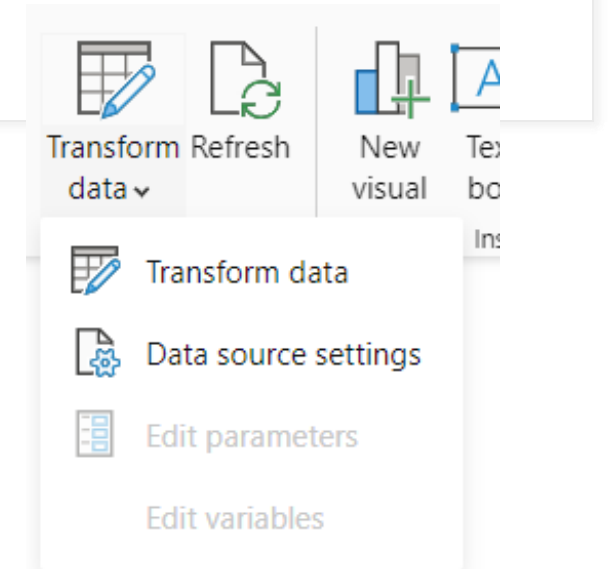 Transform Refresh New
data visual
Transform data
Data source settings
Edit parameters
Edit variables